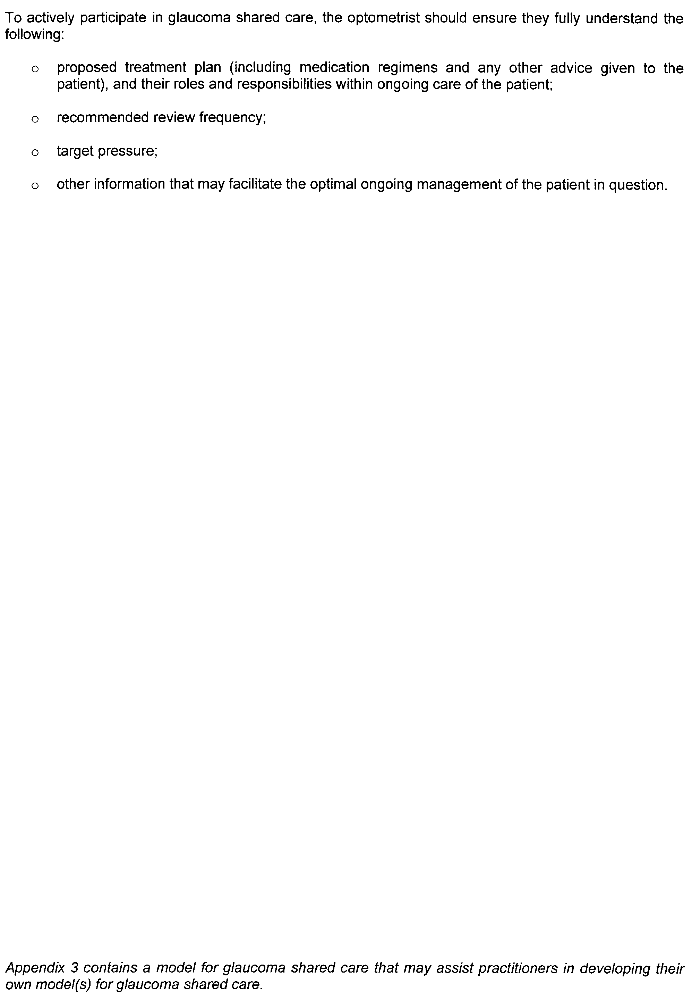 To actively participate in glaucoma shared care, the optometrist should ensure they fully understand the
following:
o proposed treatment plan (including medication regimens and any other advice given to the
patient), and their roles and responsibilities within ongoing care of the patient;
o recommended review frequency;
o target pressure;
o other information that may facilitate the optimal ongoing management of the patient in question.
Appendix 3 contains a model for glaucoma shared care that may assist practitioners in developing their
own model(s) for glaucoma shared care.